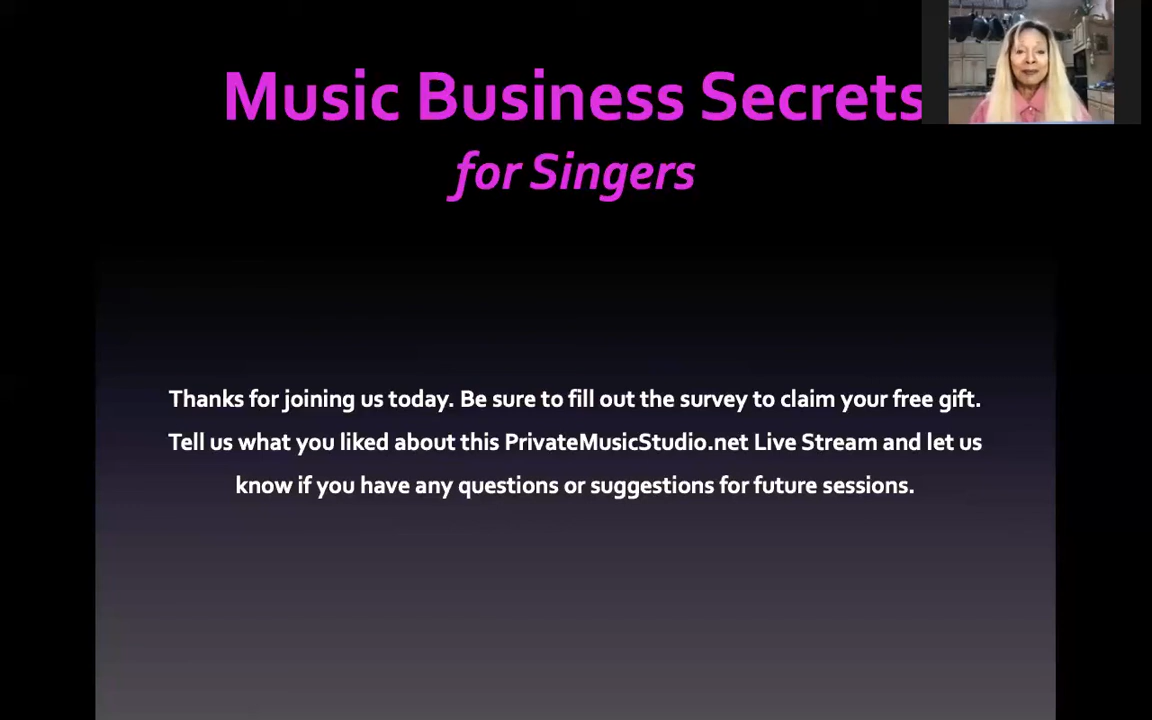 Music Business Secrets
for Singers
Thanks for joining us today. Be sure to fill out the survey to claim your free gift.
Tell us what you liked about this PrivateMusicStudio.net Live Stream and let us
know if you have any questions or suggestions for future sessions.